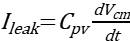 I_leak = C_pv dV_cm/dt